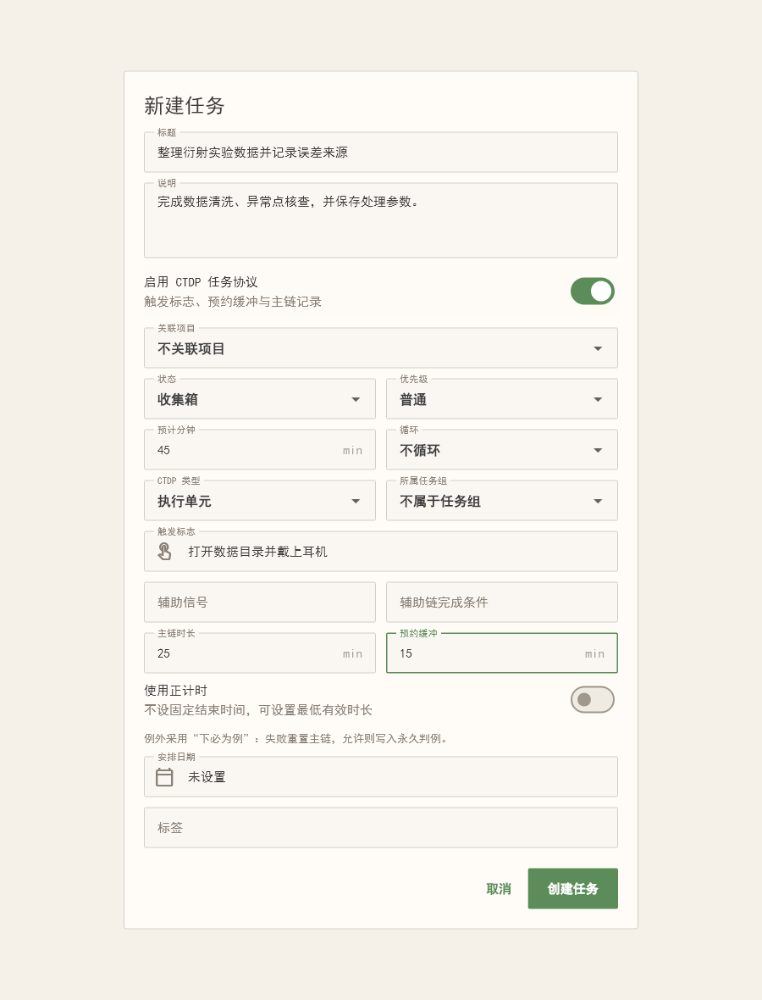 新建任务
标题
整理衍射实验数据并记录误差来源
说明
完成数据清洗、异常点核查，并保存处理参数。
启用 CTDP 任务协议
触发标志、预约缓冲与主链记录
关联项目
不关联项目
状态
收集箱
优先级
普通
预计分钟
45 min
循环
不循环
CTDP 类型
执行单元
所属任务组
不属于任务组
触发标志
打开数据目录并戴上耳机
辅助信号
辅助链完成条件
主链时长
25 min
预约缓冲
15 min
使用正计时
不设固定结束时间，可设置最低有效时长
例外采用“下必为例”：失败重置主链，允许则写入永久判例。
安排日期
未设置
标签
取消
创建任务